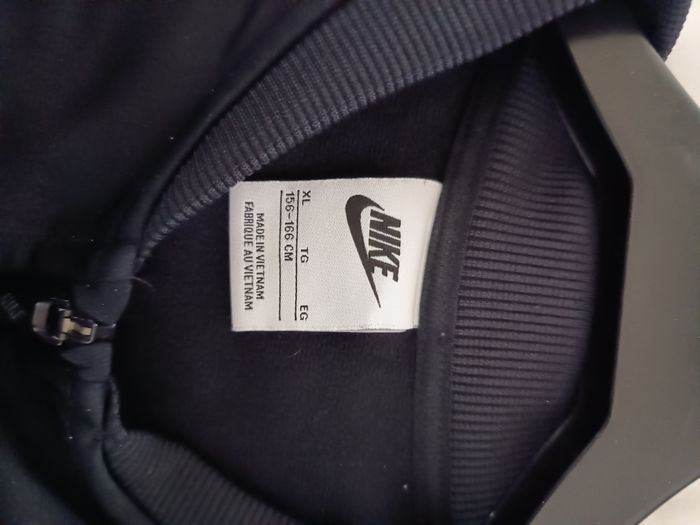 NIKE
XL TG EG
156-166 CM
MADE IN VIETNAM
FABRIQUE AU VIETNAM